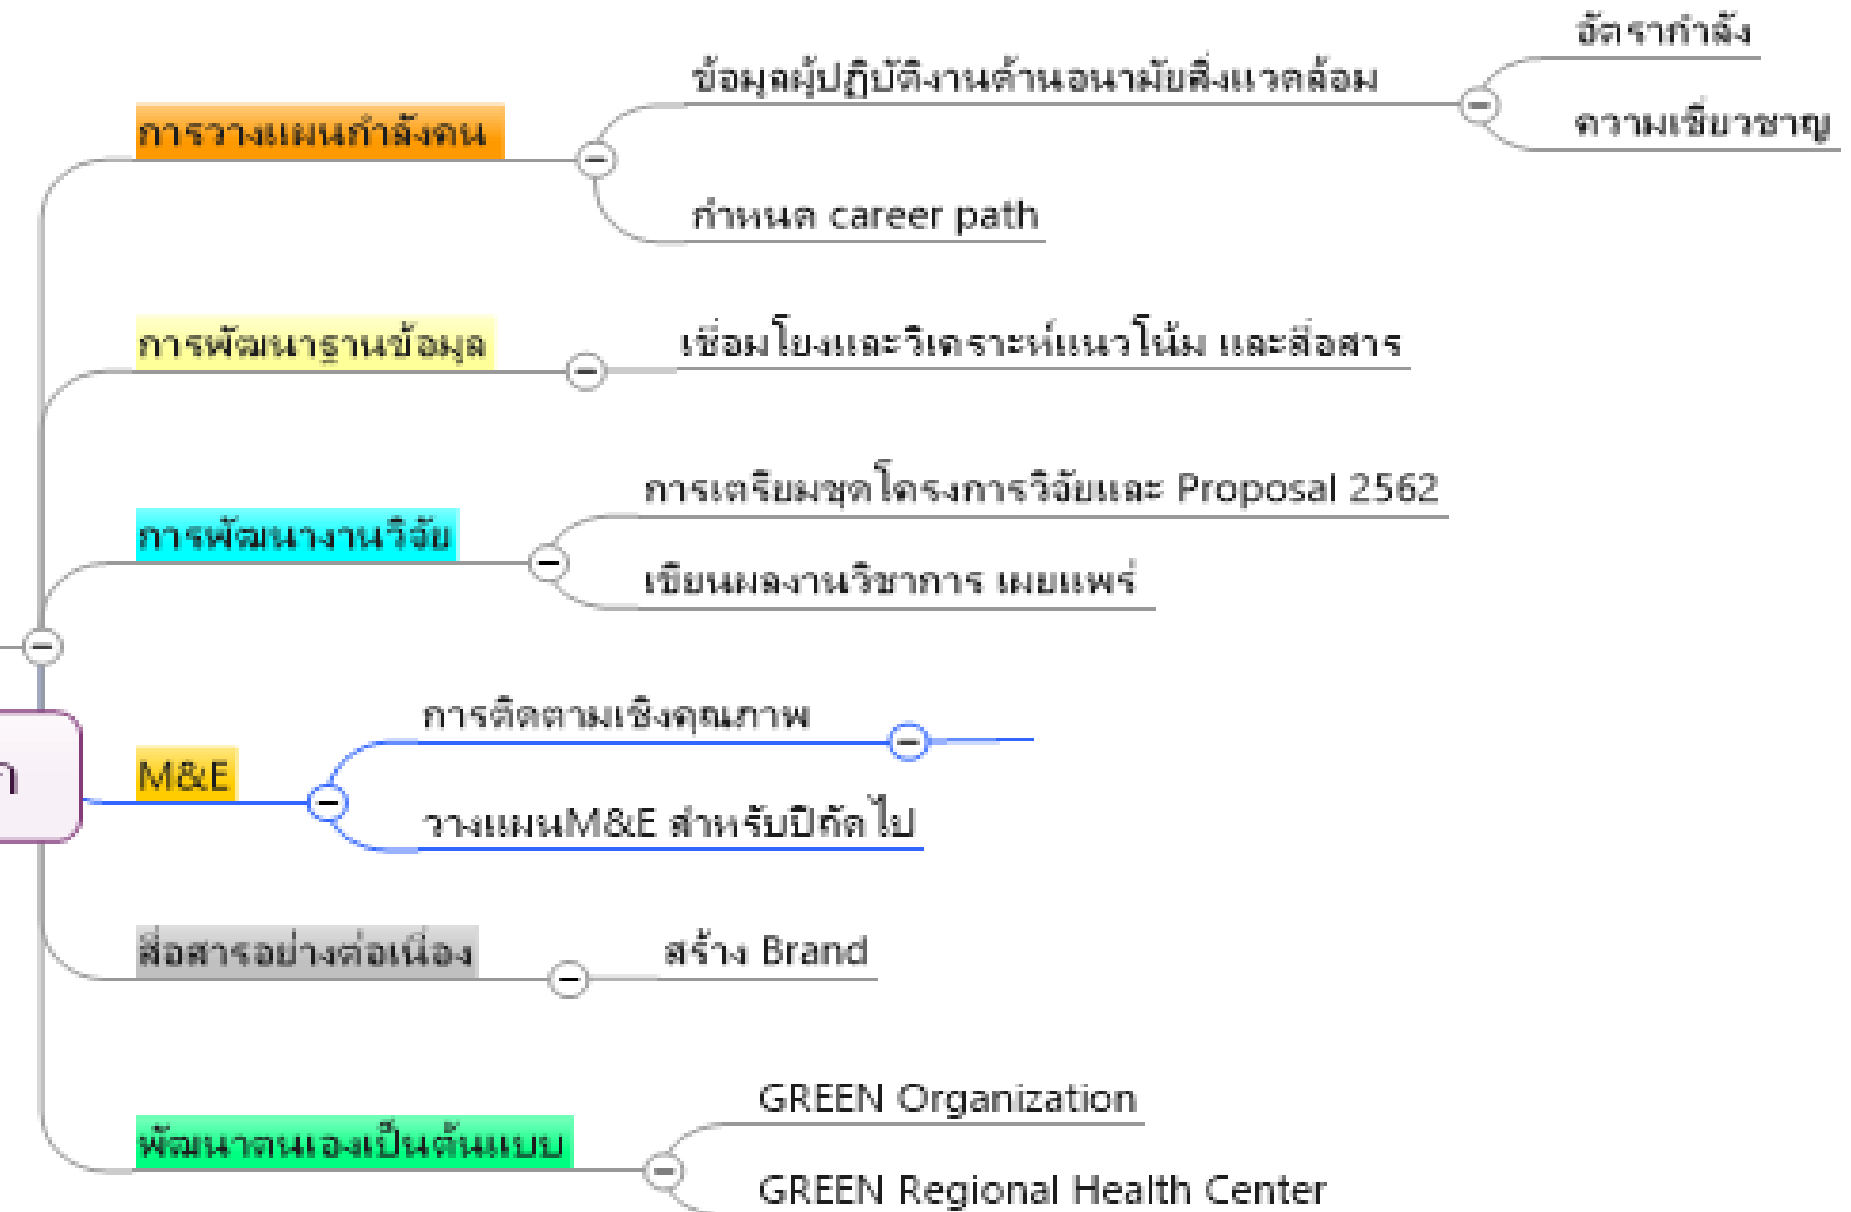 อัตรากำลัง
ข้อมูลผู้ปฏิบัติงานด้านอนามัยสิ่งแวดล้อม
ความเชี่ยวชาญ
การวางแผนกำลังคน
กำหนด career path
การพัฒนาฐานข้อมูล
เชื่อมโยงและวิเคราะห์แนวโน้ม และสื่อสาร
การเตรียมชุดโครงการวิจัยและ Proposal 2562
การพัฒนางานวิจัย
เขียนผลงานวิชาการ เผยแพร่
การติดตามเชิงคุณภาพ
M&E
วางแผนM&E สำหรับปีถัดไป
สื่อสารอย่างต่อเนื่อง
สร้าง Brand
GREEN Organization
พัฒนาตนเองเป็นต้นแบบ
GREEN Regional Health Center